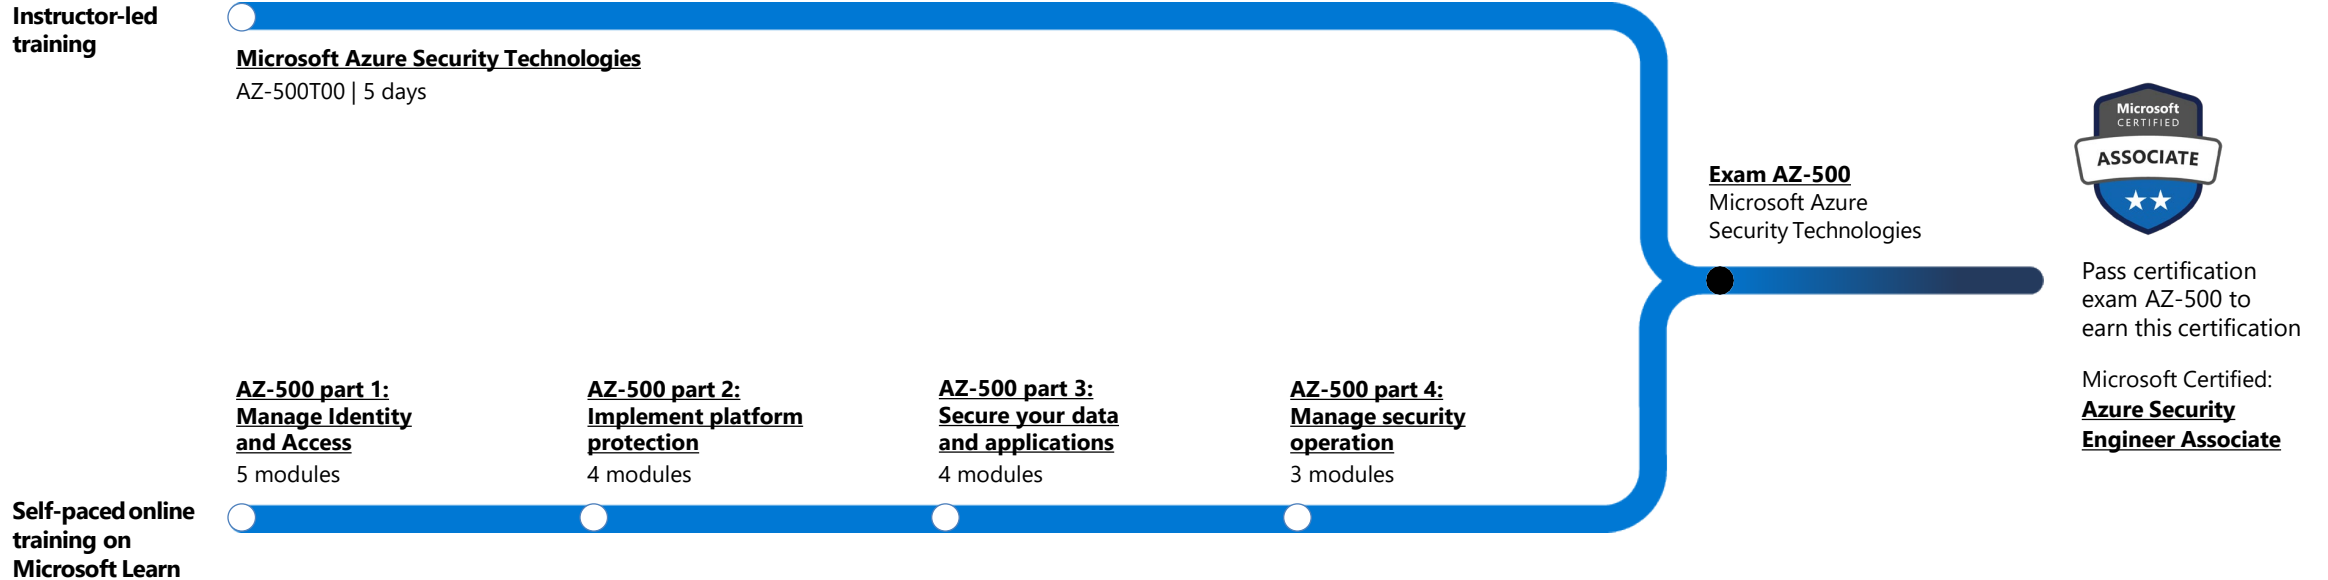 Instructor-led
training
Microsoft Azure Security Technologies
AZ-500T00 | 5 days
Exam AZ-500
Microsoft Azure
Security Technologies
Microsoft
CERTIFIED
ASSOCIATE
Pass certification
exam AZ-500 to
earn this certification
Microsoft Certified:
Azure Security
Engineer Associate
AZ-500 part 1:
Manage Identity
and Access
5 modules
AZ-500 part 2:
Implement platform
protection
4 modules
AZ-500 part 3:
Secure your data
and applications
4 modules
AZ-500 part 4:
Manage security
operation
3 modules
Self-paced online
training on
Microsoft Learn